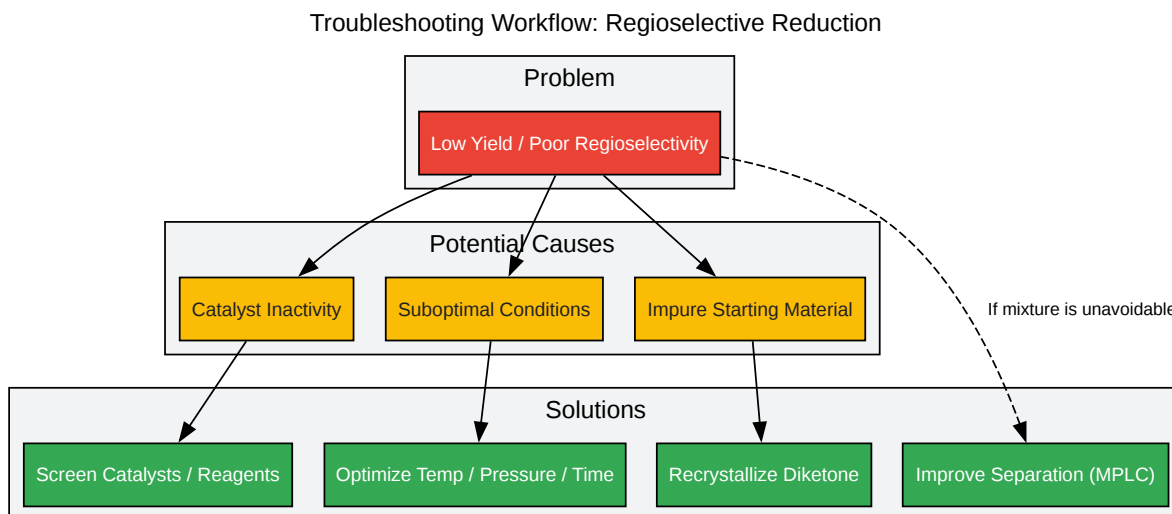 Troubleshooting Workflow: Regioselective Reduction
Problem
Low Yield / Poor Regioselectivity
Potential Causes
Catalyst Inactivity
Suboptimal Conditions
Impure Starting Material
If mixture is unavoidable
Solutions
Screen Catalysts / Reagents
Optimize Temp / Pressure / Time
Recrystallize Diketone
Improve Separation (MPLC)